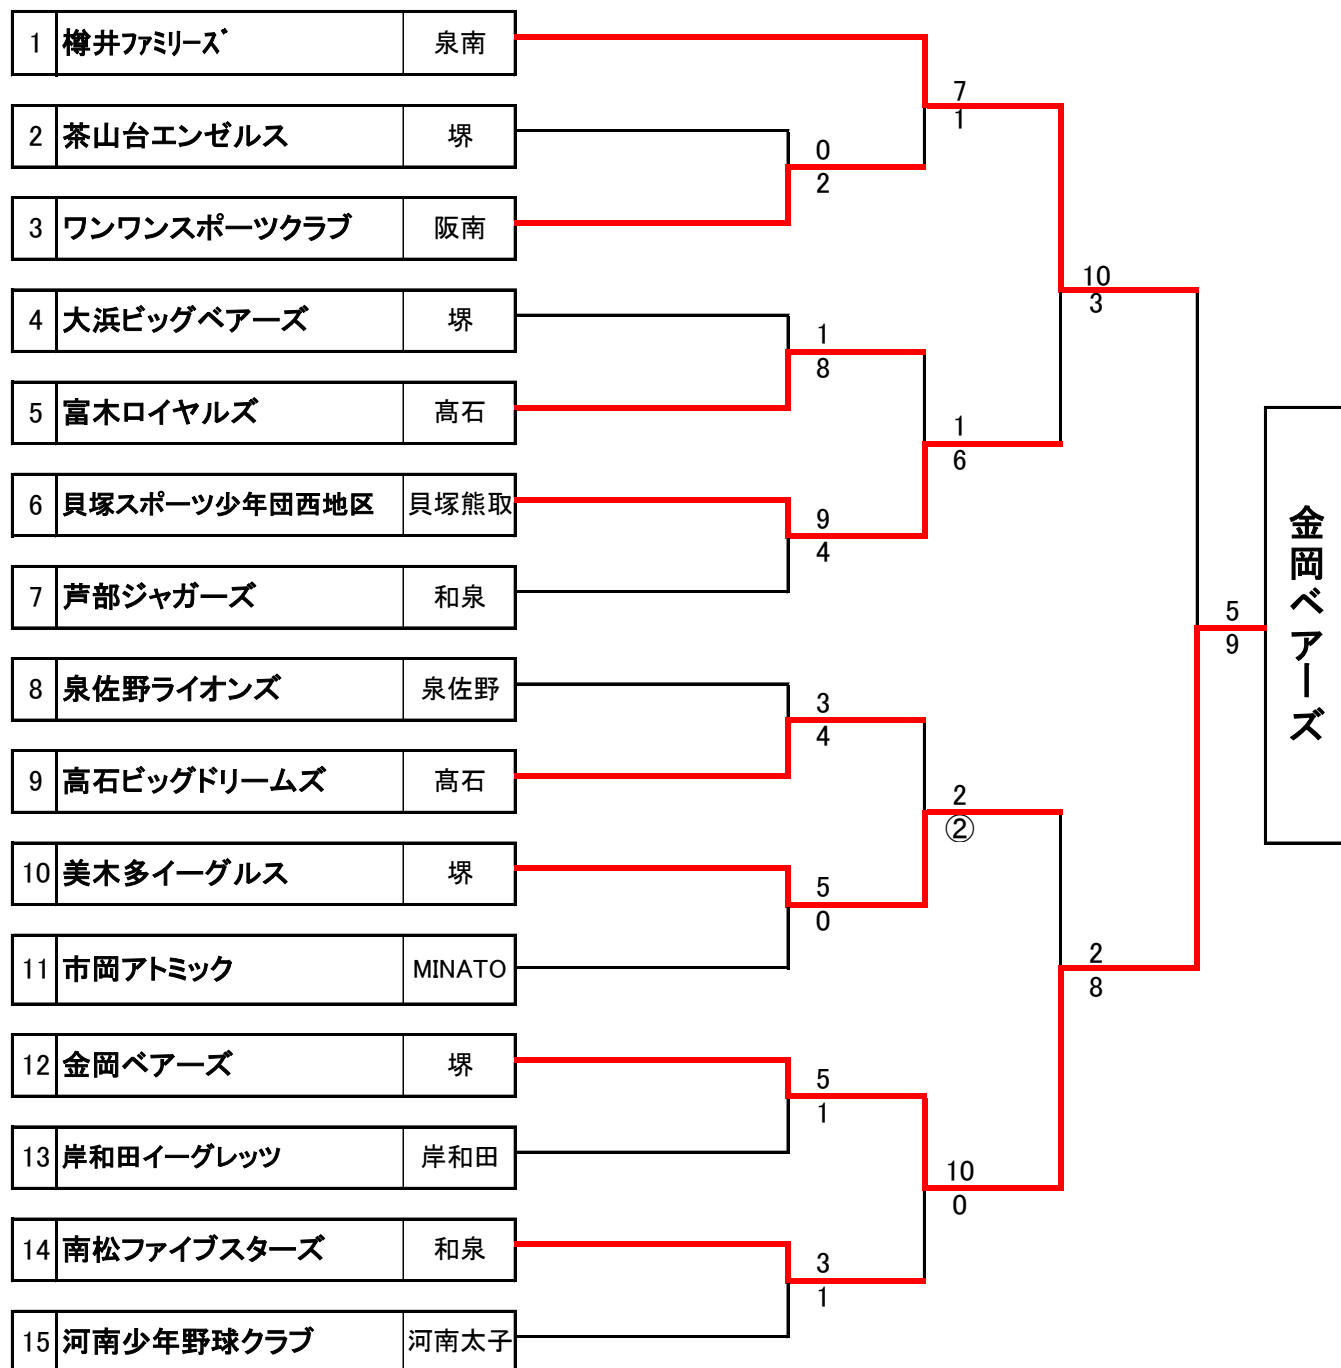 1 樽井ファミリーズ 泉南
2 茶山台エンゼルス 堺
3 ワンワンスポーツクラブ 阪南
4 大浜ビッグベアーズ 堺
5 富木ロイヤルズ 髙石
6 貝塚スポーツ少年団西地区 貝塚熊取
7 芦部ジャガーズ 和泉
8 泉佐野ライオンズ 泉佐野
9 高石ビッグドリームズ 髙石
10 美木多イーグルス 堺
11 市岡アトミック MINATO
12 金岡ベアーズ 堺
13 岸和田イーグレッツ 岸和田
14 南松ファイブスターズ 和泉
15 河南少年野球クラブ 河南太子
0
2
1
8
9
4
3
4
5
0
5
1
3
1
7
1
1
6
2
②
10
0
10
3
2
8
5
9
金岡ベアーズ